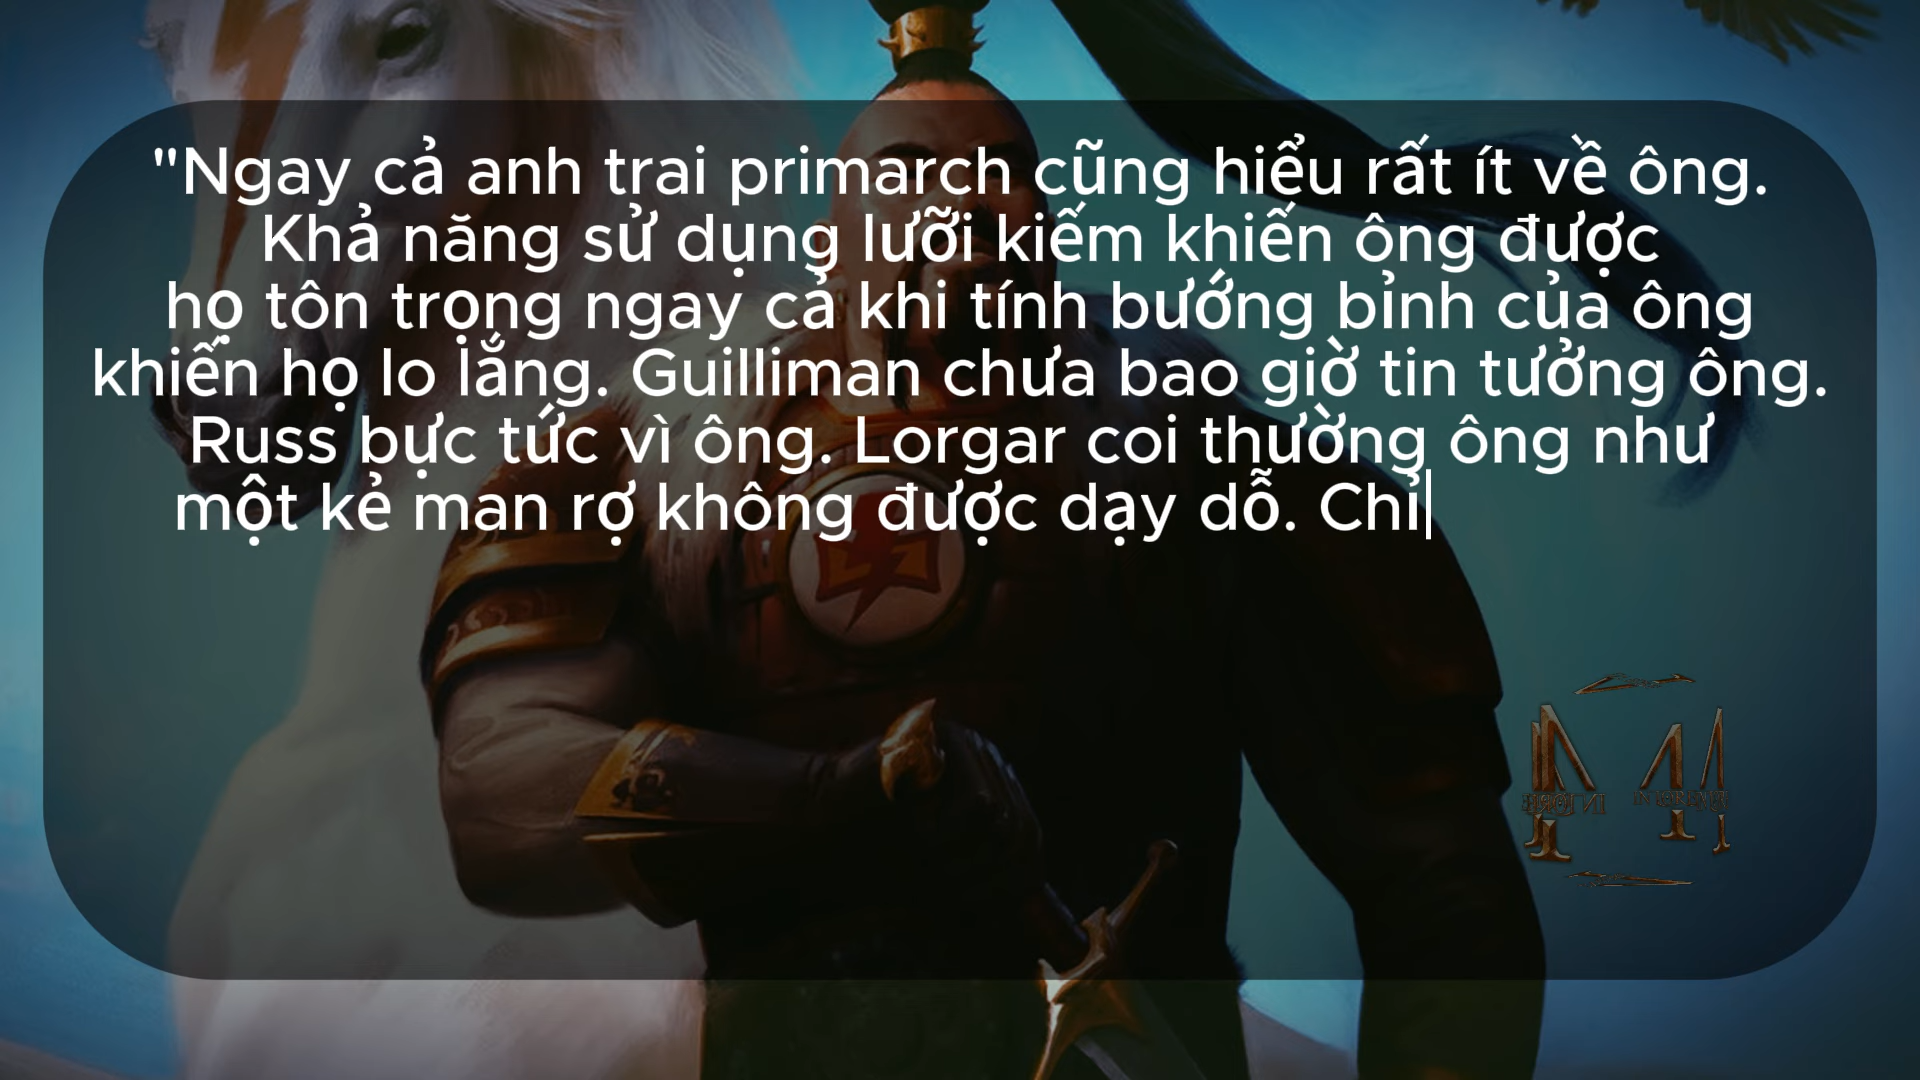 "Ngay cả anh trai primarch cũng hiểu rất ít về ông.
Khả năng sử dụng lưỡi kiếm khiến ông được
họ tôn trọng ngay cả khi tính bướng bỉnh của ông
khiến họ lo lắng. Guilliman chưa bao giờ tin tưởng ông.
Russ bực tức vì ông. Lorgar coi thường ông như
một kẻ man rợ không được dạy dỗ. Chỉ